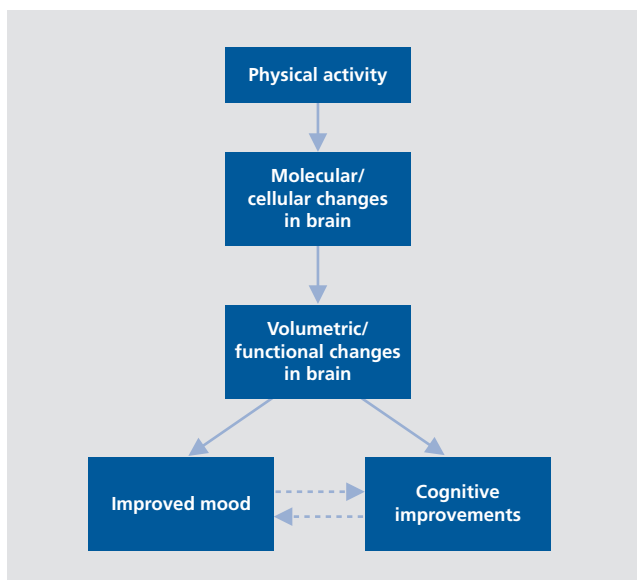 Physical activity
Molecular/
cellular changes
in brain
Volumetric/
functional changes
in brain
Improved mood
Cognitive
improvements